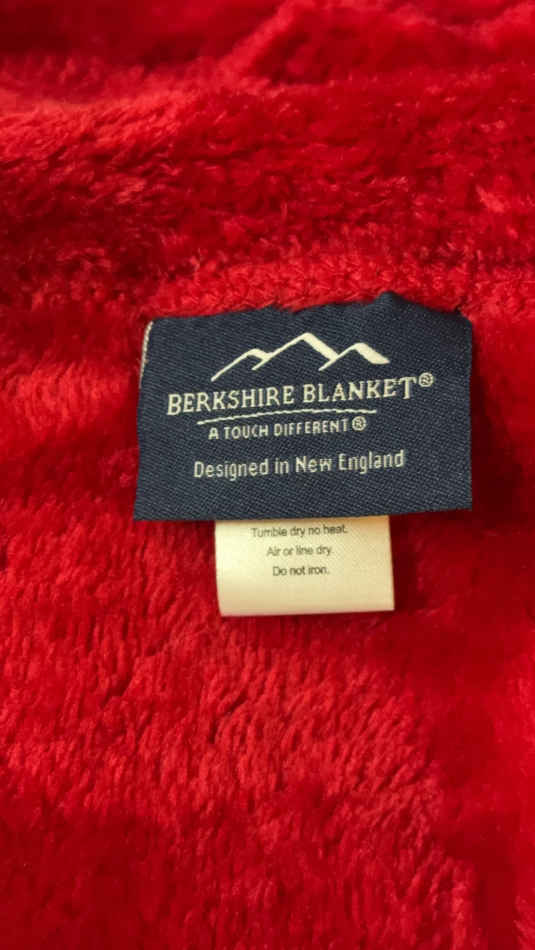 BERKSHIRE BLANKET®
A TOUCH DIFFERENT®
Designed in New England
Tumble dry no heat.
Air or line dry.
Do not iron.